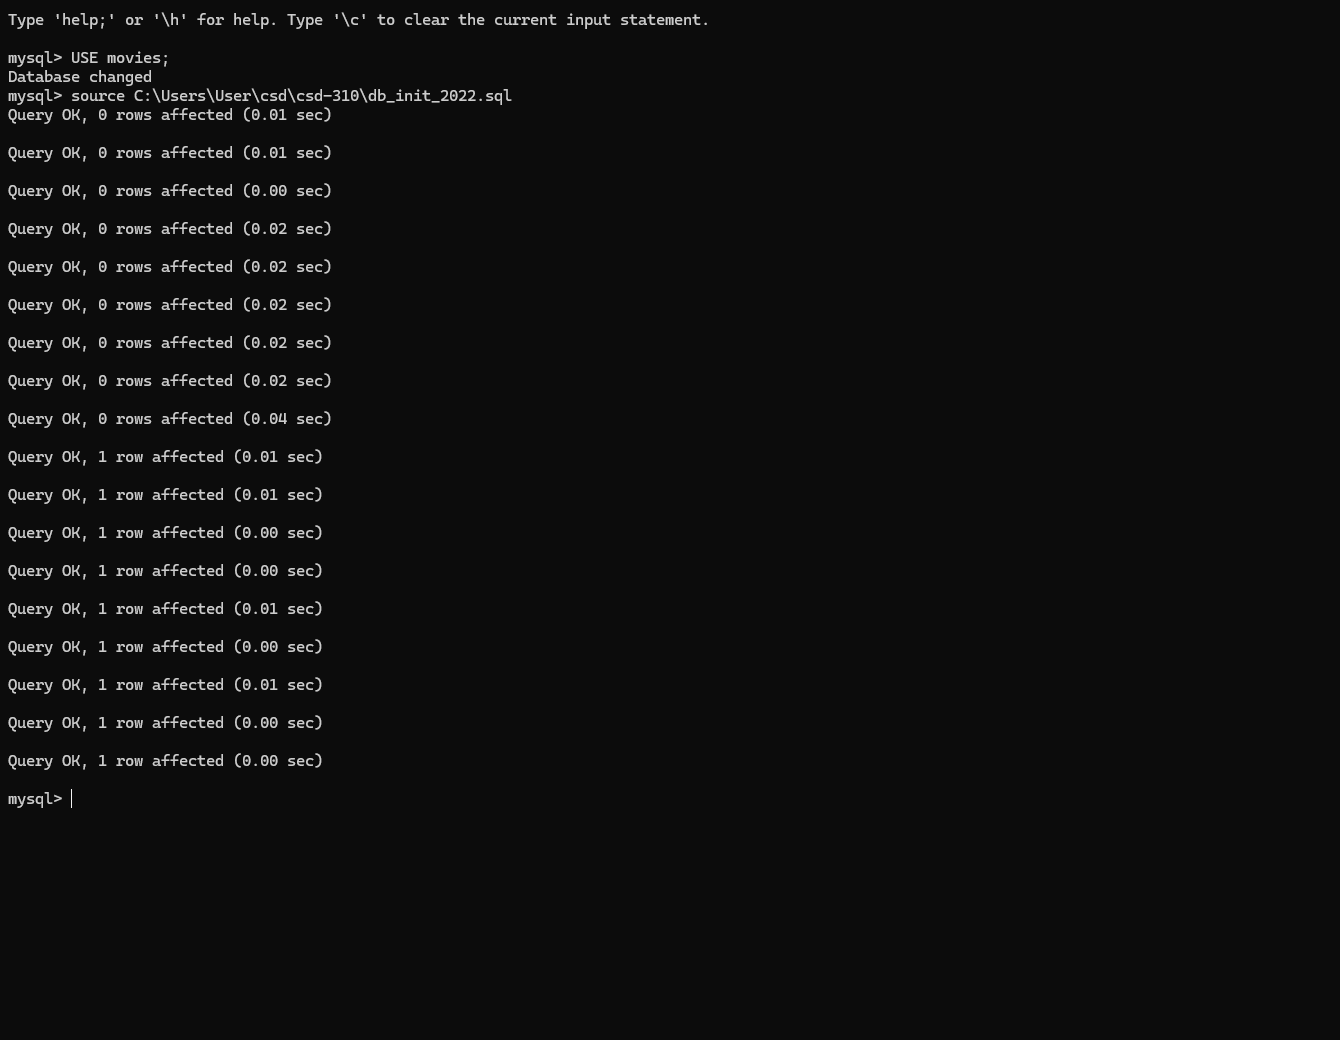 Type 'help;' or '\h' for help. Type '\c' to clear the current input statement.
mysql> USE movies;
Database changed
mysql> source C:\Users\User\csd\csd-310\db_init_2022.sql
Query OK, 0 rows affected (0.01 sec)
Query OK, 0 rows affected (0.01 sec)
Query OK, 0 rows affected (0.00 sec)
Query OK, 0 rows affected (0.02 sec)
Query OK, 0 rows affected (0.02 sec)
Query OK, 0 rows affected (0.02 sec)
Query OK, 0 rows affected (0.02 sec)
Query OK, 0 rows affected (0.02 sec)
Query OK, 0 rows affected (0.04 sec)
Query OK, 1 row affected (0.01 sec)
Query OK, 1 row affected (0.01 sec)
Query OK, 1 row affected (0.00 sec)
Query OK, 1 row affected (0.00 sec)
Query OK, 1 row affected (0.01 sec)
Query OK, 1 row affected (0.00 sec)
Query OK, 1 row affected (0.01 sec)
Query OK, 1 row affected (0.00 sec)
Query OK, 1 row affected (0.00 sec)
mysql>